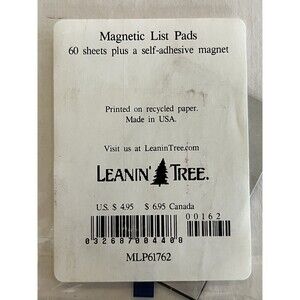 Magnetic List Pads
60 sheets plus a self-adhesive magnet
Printed on recycled paper.
Made in USA.
Visit us at LeaninTree.com
LEANIN' TREE.
U.S. $ 4.95 $ 6.95 Canada
00162
032687004400
MLP61762